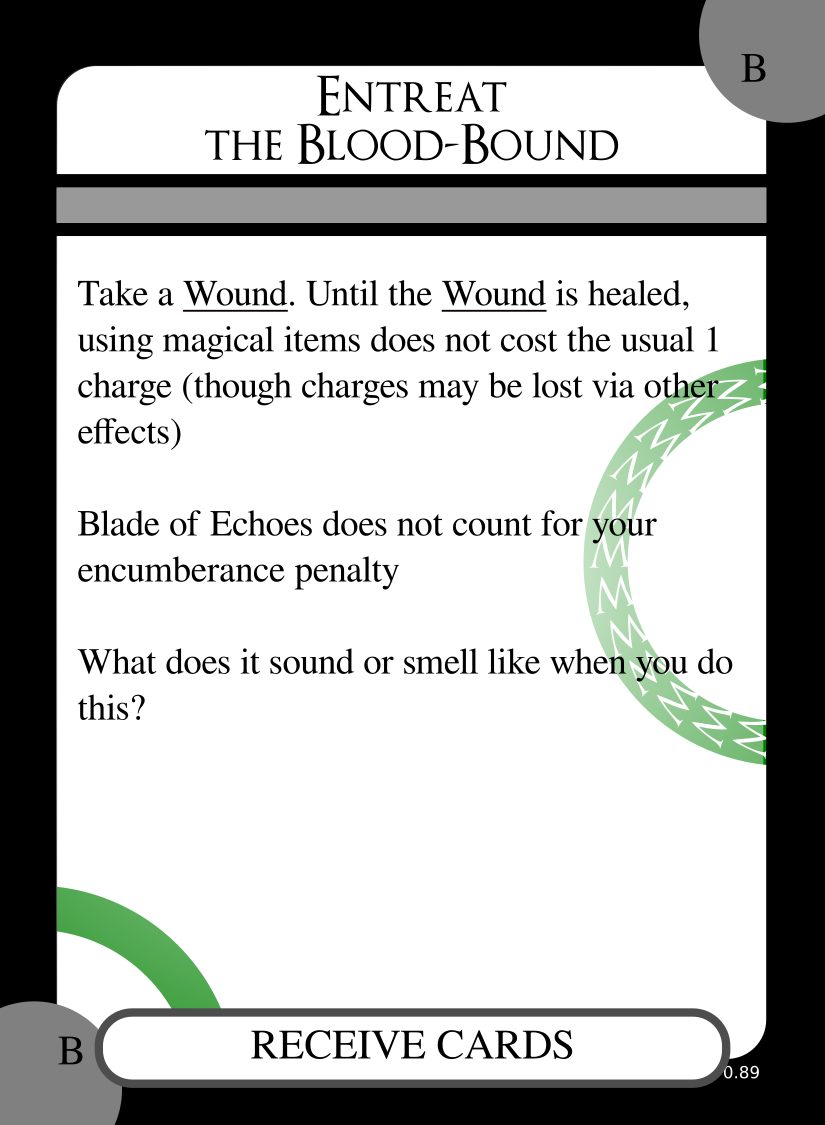 B
ENTREAT
THE BLOOD-BOUND
Take a Wound. Until the Wound is healed,
using magical items does not cost the usual 1
charge (though charges may be lost via other
effects)
Blade of Echoes does not count for your
encumberance penalty
What does it sound or smell like when you do
this?
B
RECEIVE CARDS
0.89